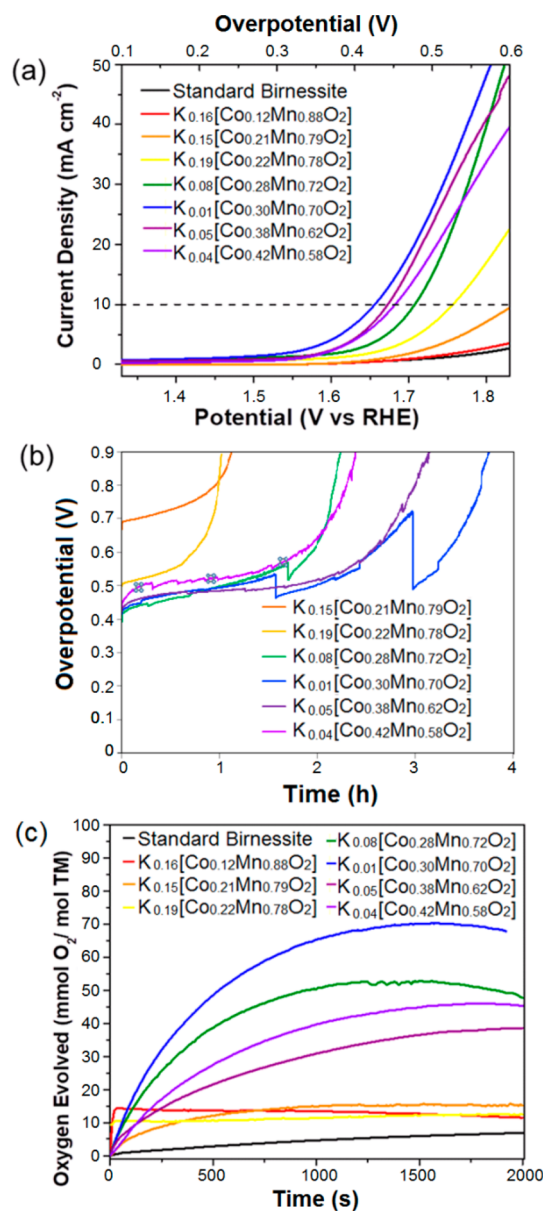 Overpotential (V)
0.1 0.2 0.3 0.4 0.5 0.6
(a)
50
40
30
20
10
0
Current Density (mA cm-2)
Standard Birnessite
K0.16[Co0.12Mn0.88O2]
K0.15[Co0.21Mn0.79O2]
K0.19[Co0.22Mn0.78O2]
K0.08[Co0.28Mn0.72O2]
K0.01[Co0.30Mn0.70O2]
K0.05[Co0.38Mn0.62O2]
K0.04[Co0.42Mn0.58O2]
1.4 1.5 1.6 1.7 1.8
Potential (V vs RHE)
(b)
0.9
0.8
0.7
0.6
0.5
0.4
0.3
0.2
0.1
0
Overpotential (V)
K0.15[Co0.21Mn0.79O2]
K0.19[Co0.22Mn0.78O2]
K0.08[Co0.28Mn0.72O2]
K0.01[Co0.30Mn0.70O2]
K0.05[Co0.38Mn0.62O2]
K0.04[Co0.42Mn0.58O2]
0 1 2 3 4
Time (h)
(c)
100
90
80
70
60
50
40
30
20
10
0
Oxygen Evolved (mmol O2/ mol TM)
Standard Birnessite
K0.16[Co0.12Mn0.88O2]
K0.15[Co0.21Mn0.79O2]
K0.19[Co0.22Mn0.78O2]
K0.08[Co0.28Mn0.72O2]
K0.01[Co0.30Mn0.70O2]
K0.05[Co0.38Mn0.62O2]
K0.04[Co0.42Mn0.58O2]
0 500 1000 1500 2000
Time (s)